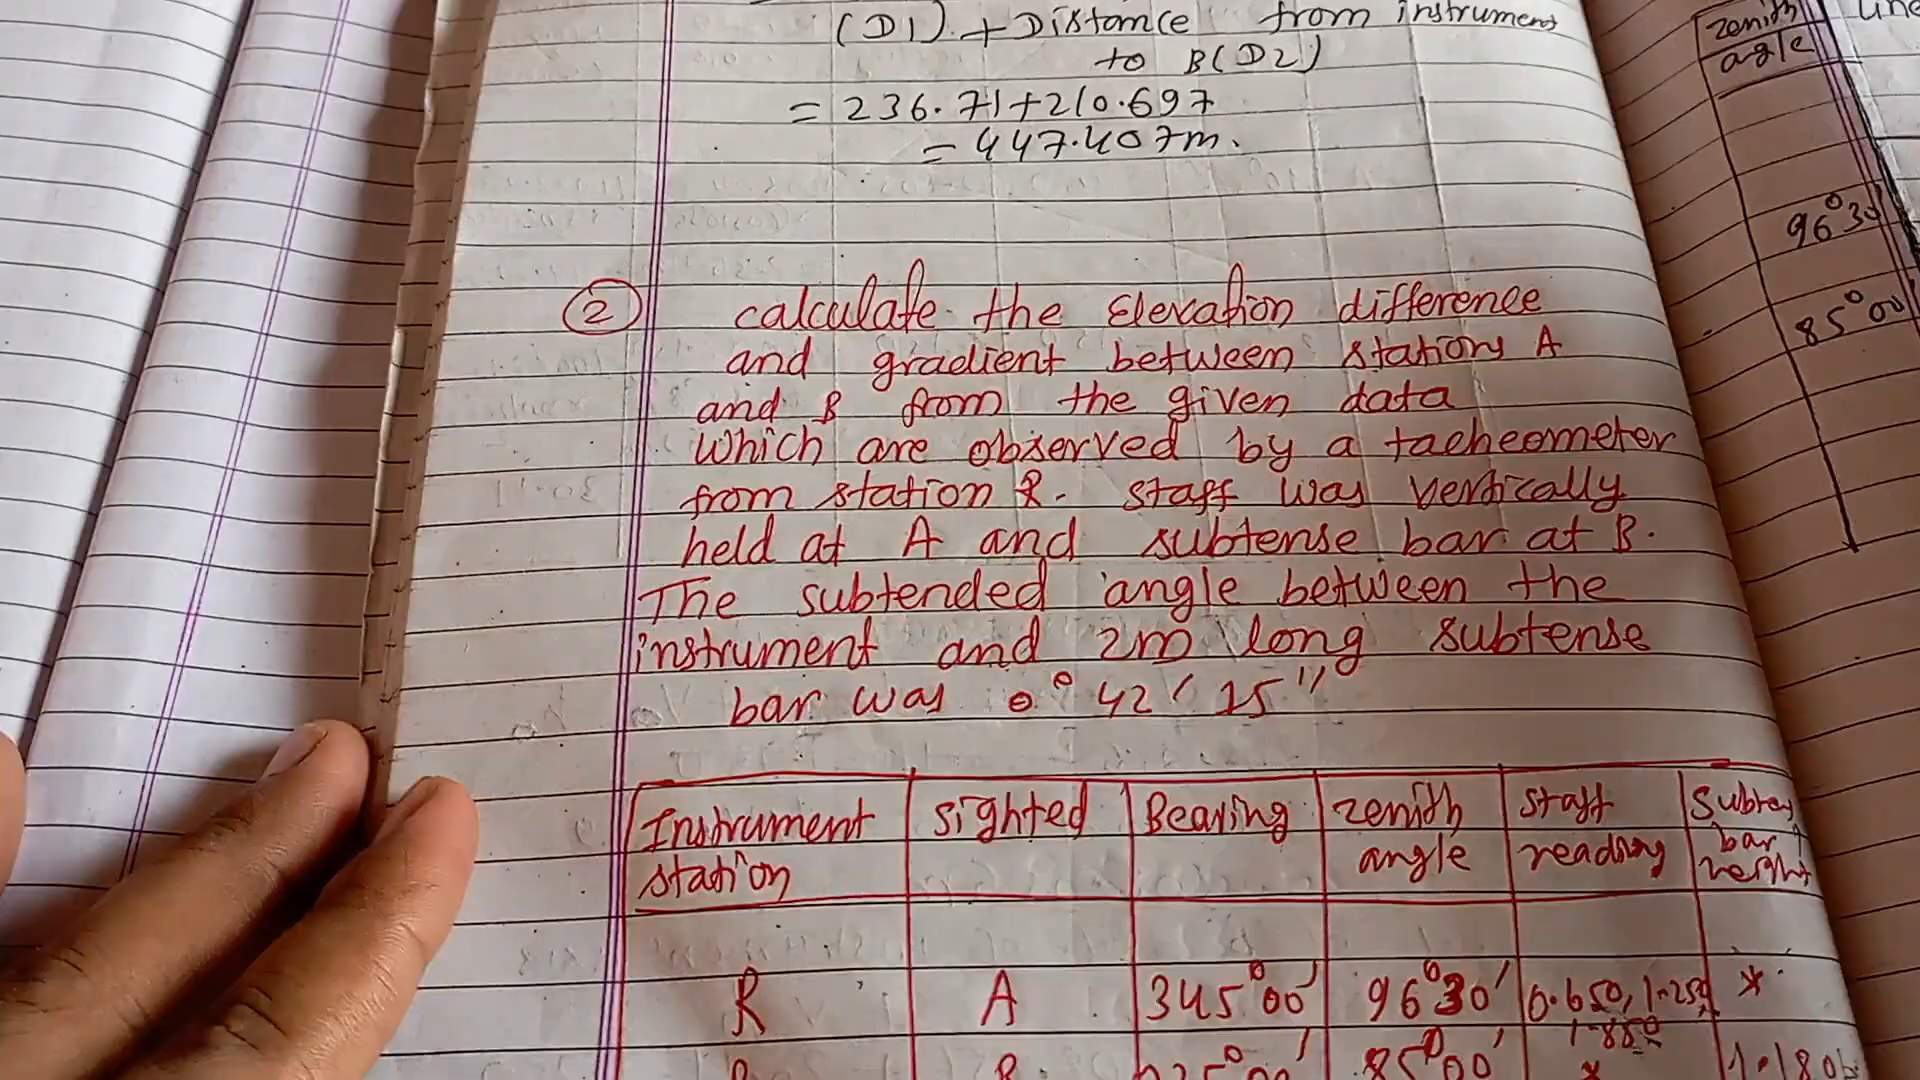 (D1) + Distance from instrument
to B(D2)
= 236.71+210.697
= 447.407m.
zenith
agle
96°30'
85°00'
2 calculate the Elevation difference
and gradient between stations A
and B from the given data
which are observed by a tacheometer
from station R. staff was vertically
held at A and subtense bar at B.
The subtended angle between the
instrument and 2m long subtense
bar was 0° 42' 15"
Instrument station
sighted
Bearing
zenith angle
staff reading
bar height
R A 345°00' 96°30' 0.650, 1.250, 1.850 *
85°00' *